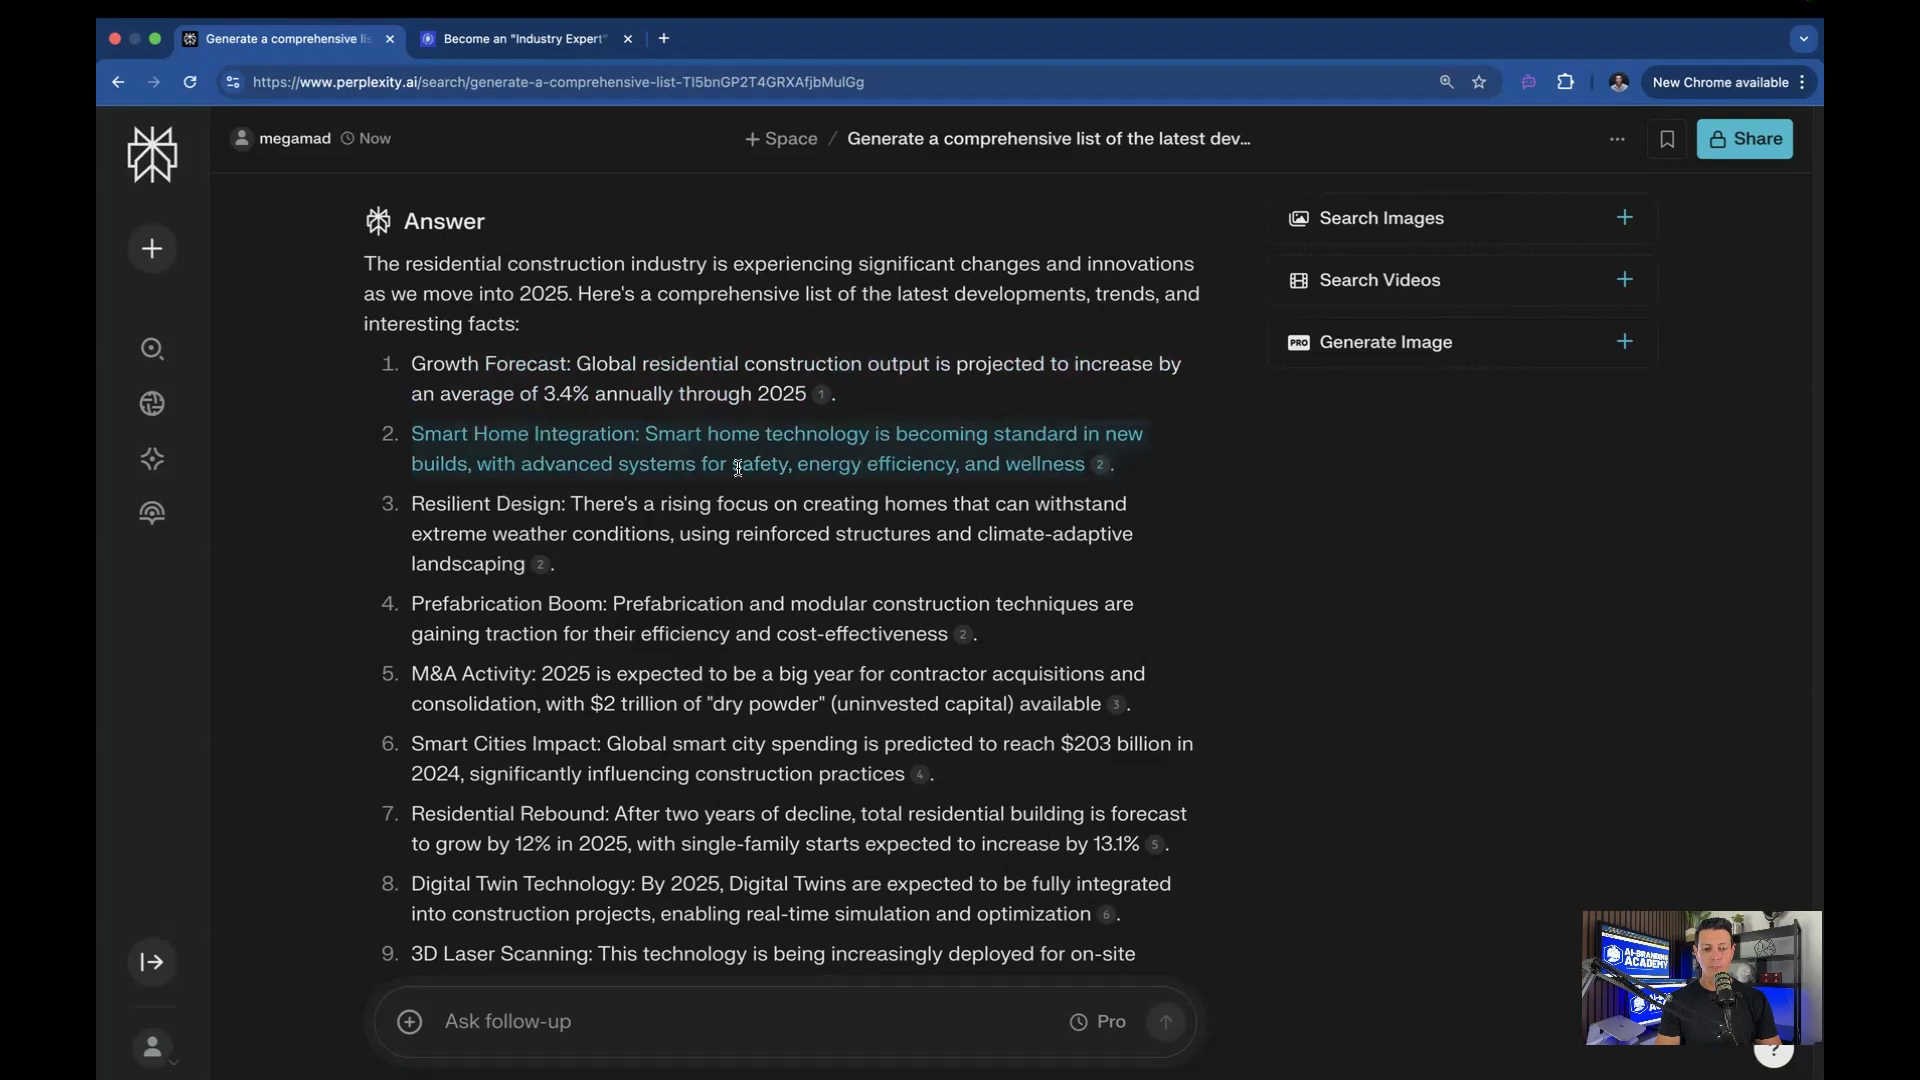 Generate a comprehensive li
Become an "Industry Expert"
https://www.perplexity.ai/search/generate-a-comprehensive-list-TI5bnGP2T4GRXAfjbMulGg
New Chrome available
megamad
Now
+ Space / Generate a comprehensive list of the latest dev...
Share
Answer
The residential construction industry is experiencing significant changes and innovations
as we move into 2025. Here's a comprehensive list of the latest developments, trends, and
interesting facts:
1. Growth Forecast: Global residential construction output is projected to increase by
an average of 3.4% annually through 2025 1.
2. Smart Home Integration: Smart home technology is becoming standard in new
builds, with advanced systems for safety, energy efficiency, and wellness 2.
3. Resilient Design: There's a rising focus on creating homes that can withstand
extreme weather conditions, using reinforced structures and climate-adaptive
landscaping 2.
4. Prefabrication Boom: Prefabrication and modular construction techniques are
gaining traction for their efficiency and cost-effectiveness 2.
5. M&A Activity: 2025 is expected to be a big year for contractor acquisitions and
consolidation, with $2 trillion of "dry powder" (uninvested capital) available 3.
6. Smart Cities Impact: Global smart city spending is predicted to reach $203 billion in
2024, significantly influencing construction practices 4.
7. Residential Rebound: After two years of decline, total residential building is forecast
to grow by 12% in 2025, with single-family starts expected to increase by 13.1% 5.
8. Digital Twin Technology: By 2025, Digital Twins are expected to be fully integrated
into construction projects, enabling real-time simulation and optimization 6.
9. 3D Laser Scanning: This technology is being increasingly deployed for on-site
Search Images
Search Videos
PRO Generate Image
Ask follow-up
Pro
AI-BRANDING
ACADEMY
?